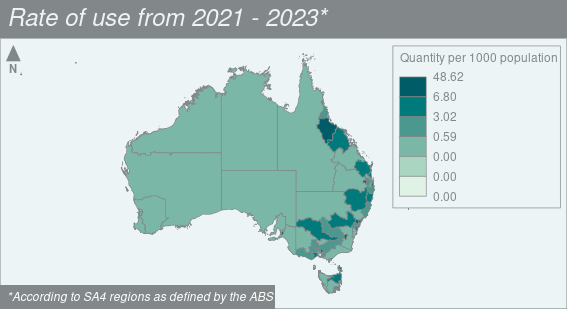 Rate of use from 2021 - 2023*
N
Quantity per 1000 population
48.62
6.80
3.02
0.59
0.00
0.00
0.00
*According to SA4 regions as defined by the ABS